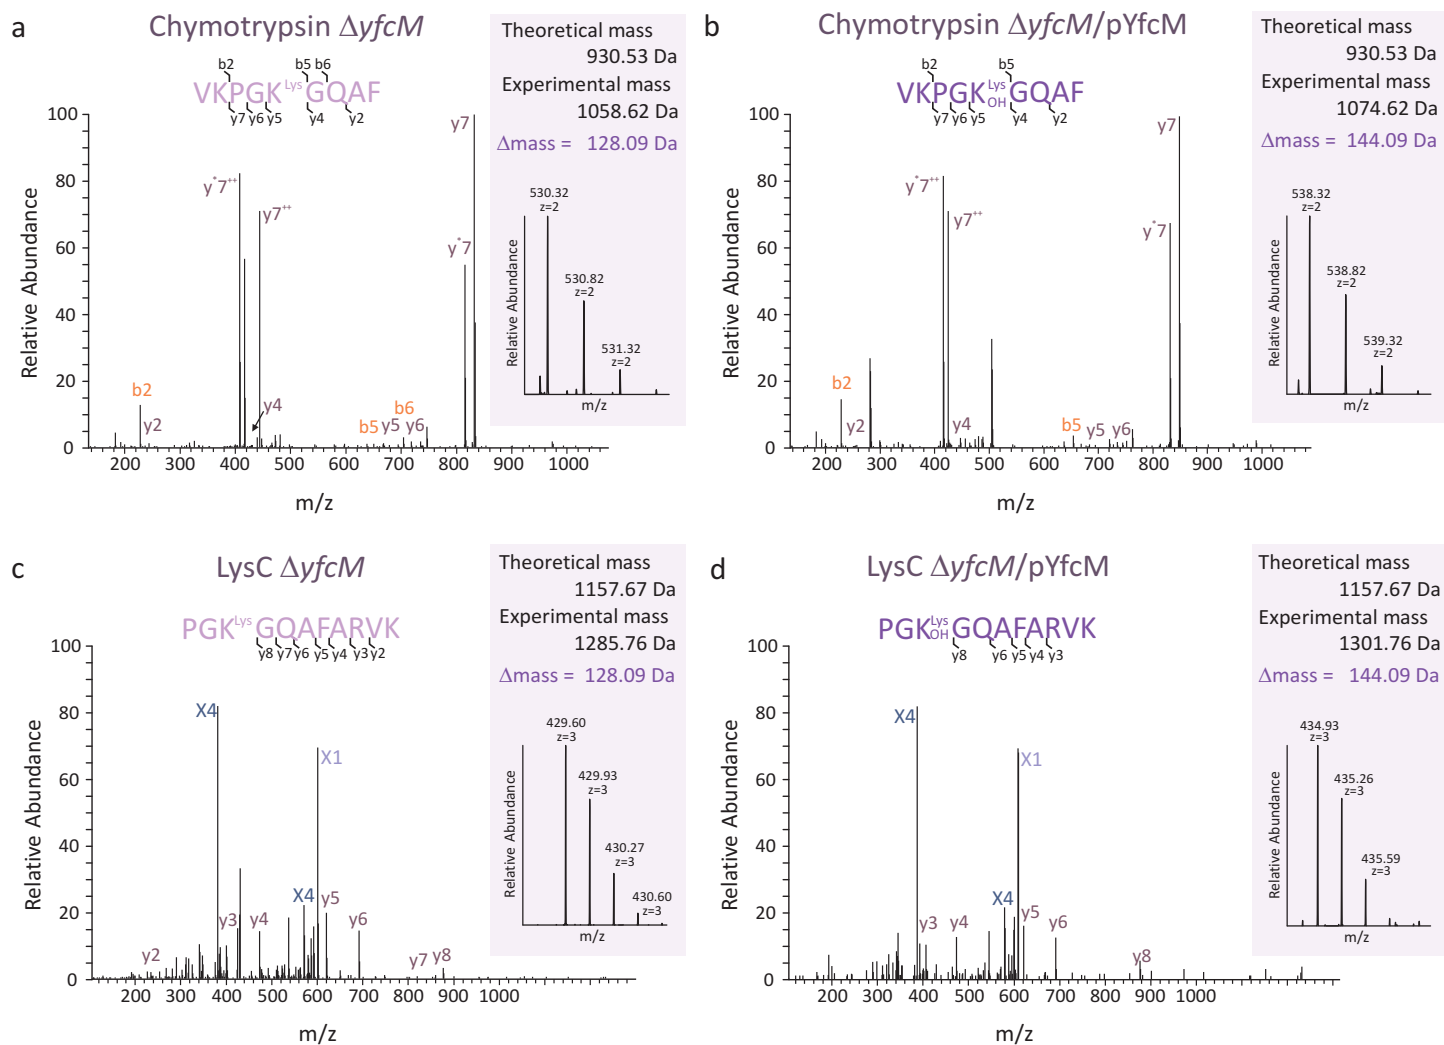 a
Chymotrypsin ΔyfcM
b2 b5 b6
VKPGK Lys GQAF
y7 y6 y5 y4 y2
Theoretical mass
930.53 Da
Experimental mass
1058.62 Da
Δmass = 128.09 Da
530.32
z=2
530.82
z=2
531.32
z=2
Relative Abundance
m/z
100
80
60
40
20
0
Relative Abundance
y*7++
y7++
y7
y*7
b2
y2
y4
b5
b6
y5 y6
200 300 400 500 600 700 800 900 1000
m/z
b
Chymotrypsin ΔyfcM/pYfcM
b2 b5
VKPGK Lys OH GQAF
y7 y6 y5 y4 y2
Theoretical mass
930.53 Da
Experimental mass
1074.62 Da
Δmass = 144.09 Da
538.32
z=2
538.82
z=2
539.32
z=2
Relative Abundance
m/z
100
80
60
40
20
0
Relative Abundance
y*7++
y7++
y7
y*7
b2
y2
y4
b5
y5 y6
200 300 400 500 600 700 800 900 1000
m/z
c
LysC ΔyfcM
PGK Lys GQAFARVK
y8 y7 y6 y5 y4 y3 y2
Theoretical mass
1157.67 Da
Experimental mass
1285.76 Da
Δmass = 128.09 Da
429.60
z=3
429.93
z=3
430.27
z=3
430.60
z=3
Relative Abundance
m/z
100
80
60
40
20
0
Relative Abundance
X4
X1
y2
y3
y4
X4
y5
y6
y7
y8
200 300 400 500 600 700 800 900 1000
m/z
d
LysC ΔyfcM/pYfcM
PGK Lys OH GQAFARVK
y8 y6 y5 y4 y3
Theoretical mass
1157.67 Da
Experimental mass
1301.76 Da
Δmass = 144.09 Da
434.93
z=3
435.26
z=3
435.59
z=3
Relative Abundance
m/z
100
80
60
40
20
0
Relative Abundance
X4
X1
y3
y4
X4
y5
y6
y8
200 300 400 500 600 700 800 900 1000
m/z